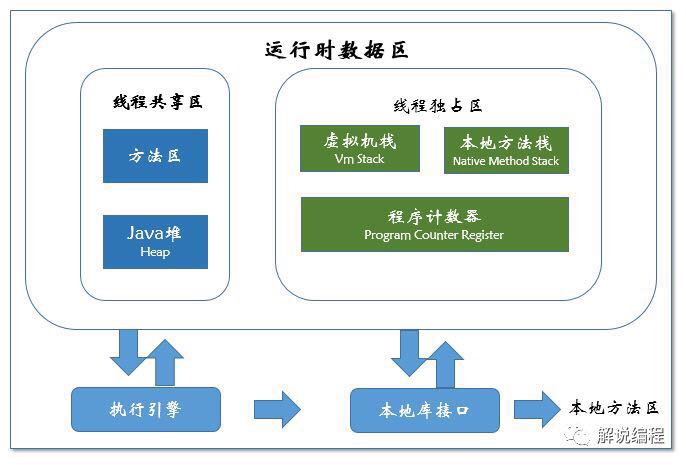 运行时数据区
线程共享区
线程独占区
方法区
虚拟机栈
Vm Stack
本地方法栈
Native Method Stack
Java堆
Heap
程序计数器
Program Counter Register
执行引擎
本地库接口
本地方法区
解说编程